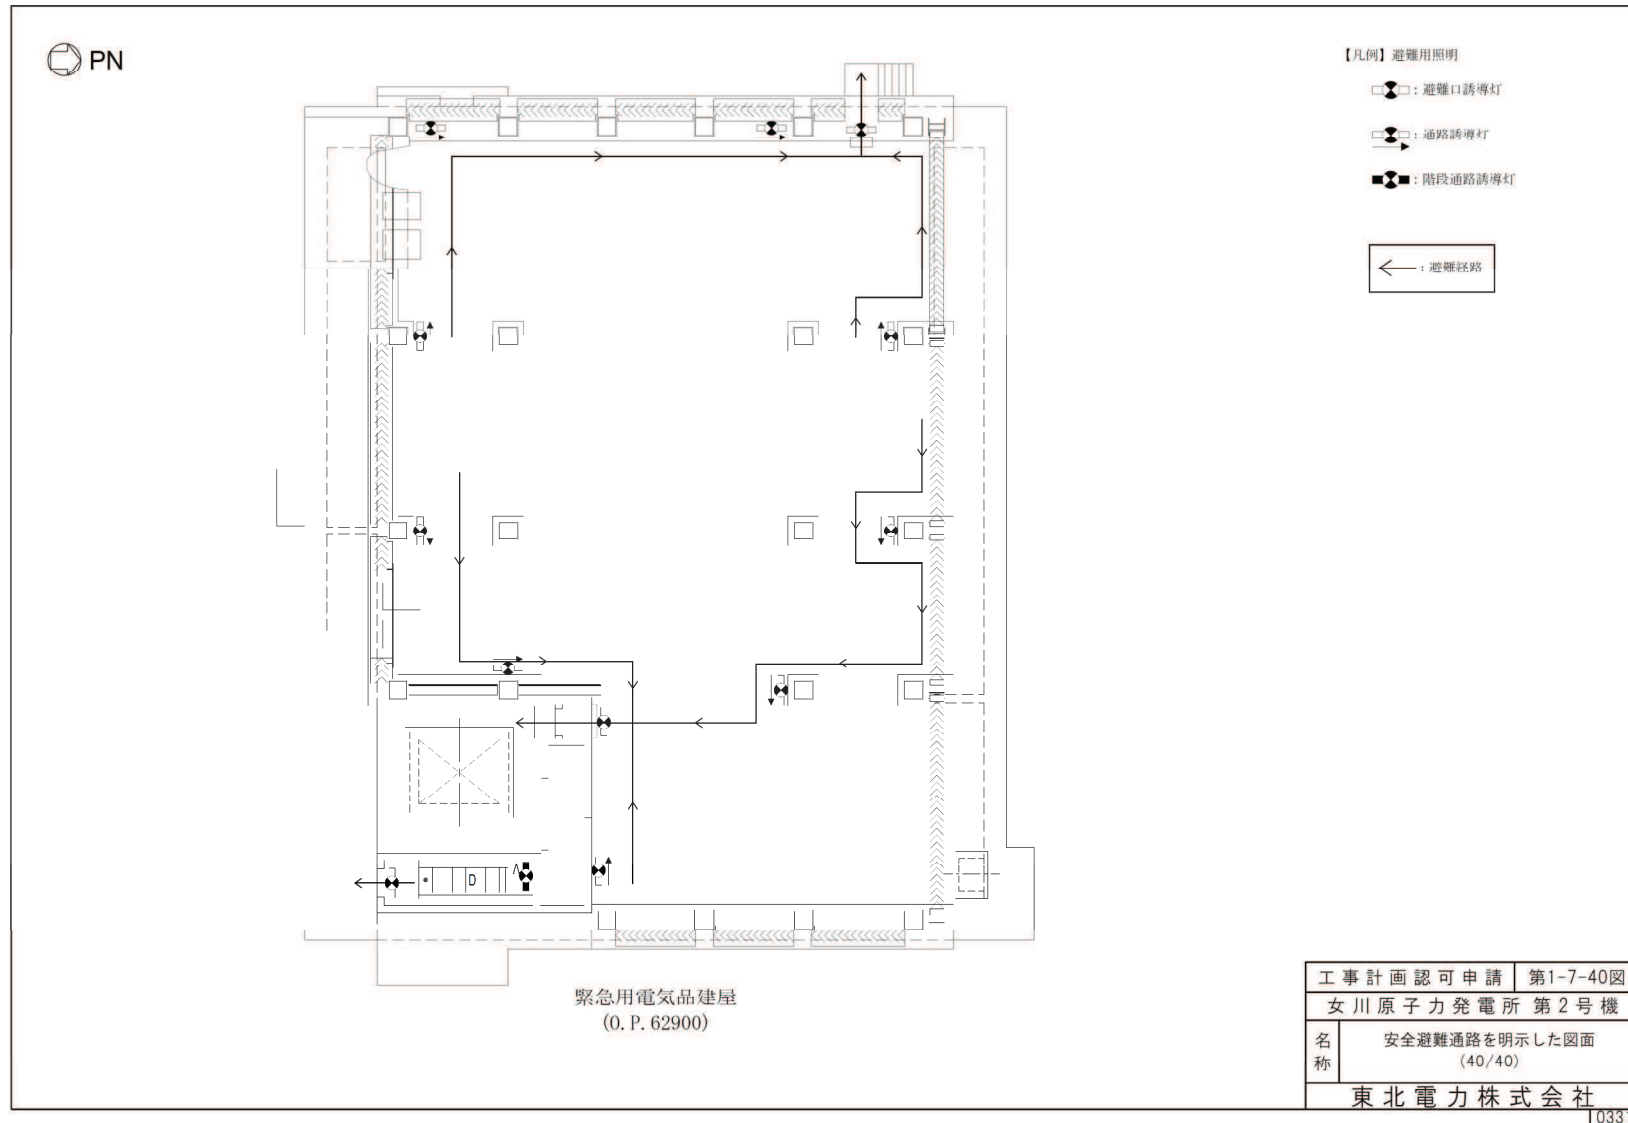 PN
【凡例】避難用照明
：避難口誘導灯
：通路誘導灯
：階段通路誘導灯
：避難経路
D
緊急用電気品建屋
(O.P.62900)
工事計画認可申請 第1-7-40図
女川原子力発電所 第2号機
名称 安全避難通路を明示した図面
(40/40)
東北電力株式会社
033